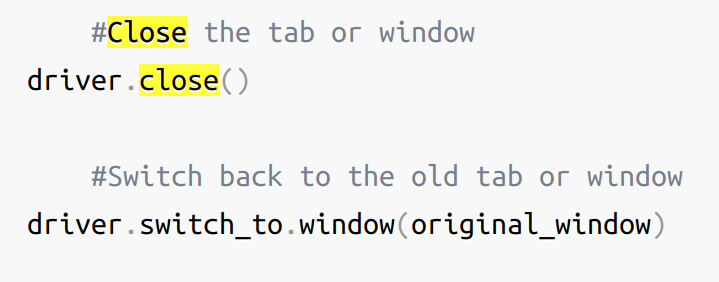 #Close the tab or window
driver.close()
#Switch back to the old tab or window
driver.switch_to.window(original_window)